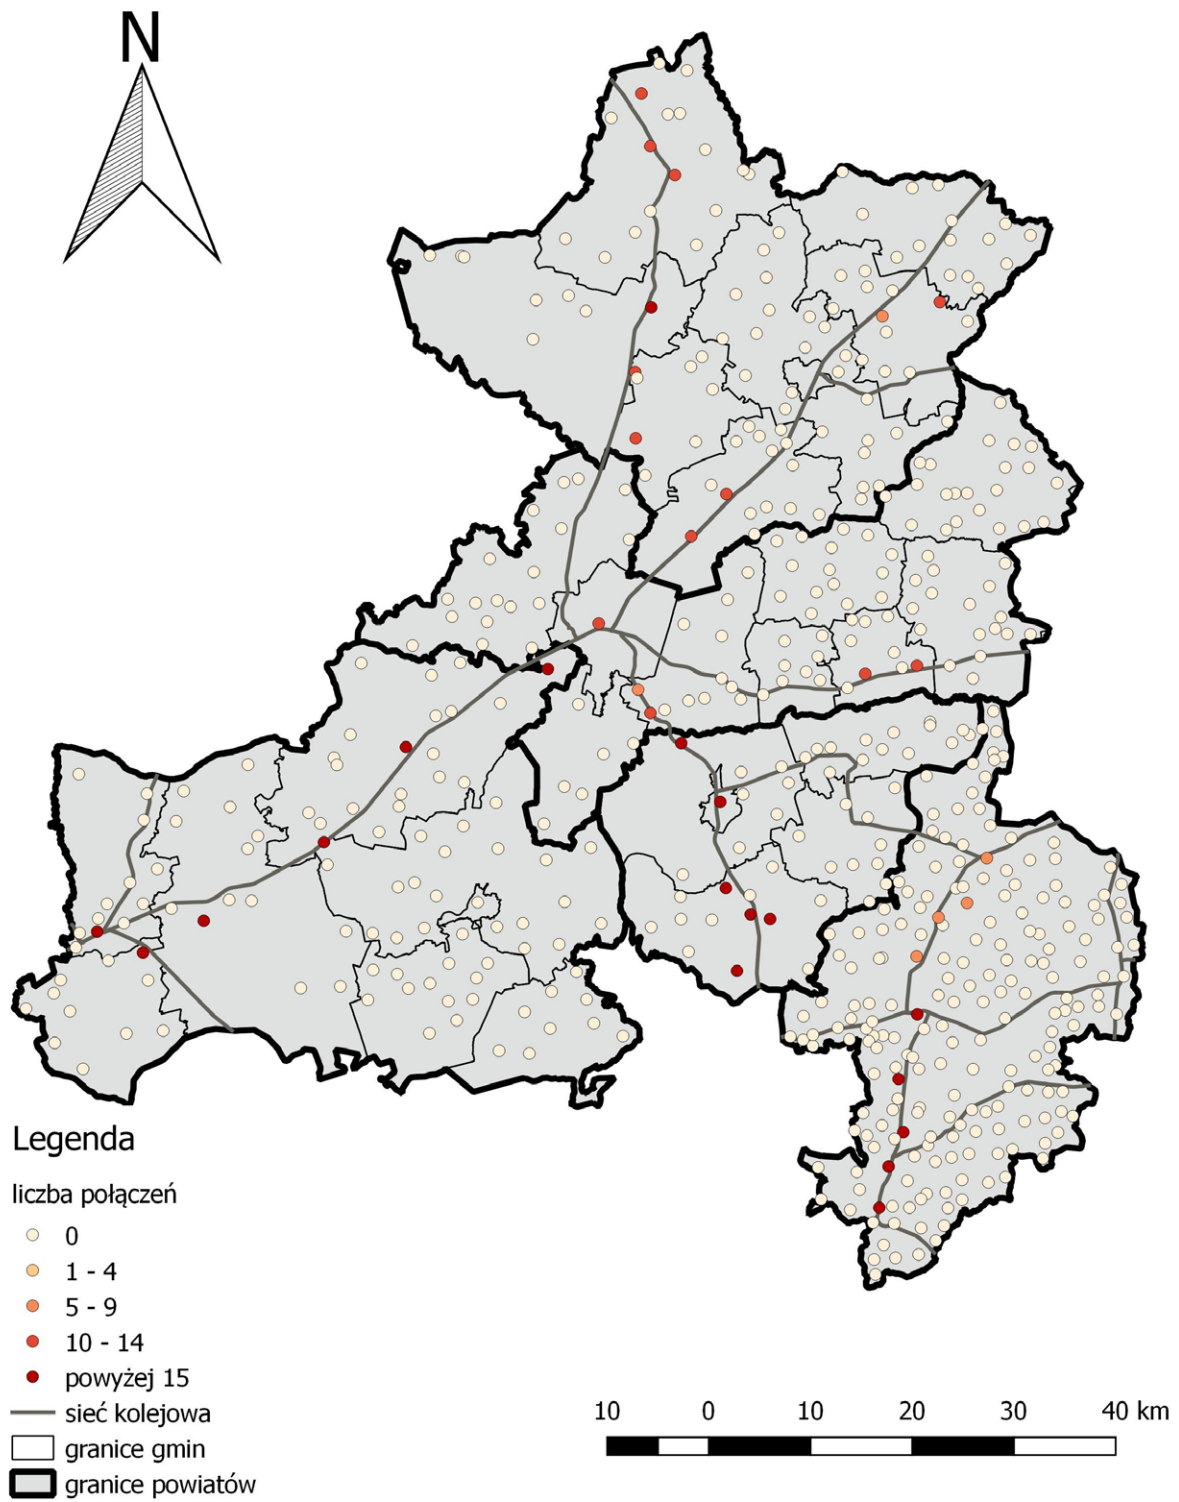 N
Legenda
liczba połączeń
0
1 - 4
5 - 9
10 - 14
powyżej 15
sieć kolejowa
granice gmin
granice powiatów
10 0 10 20 30 40 km